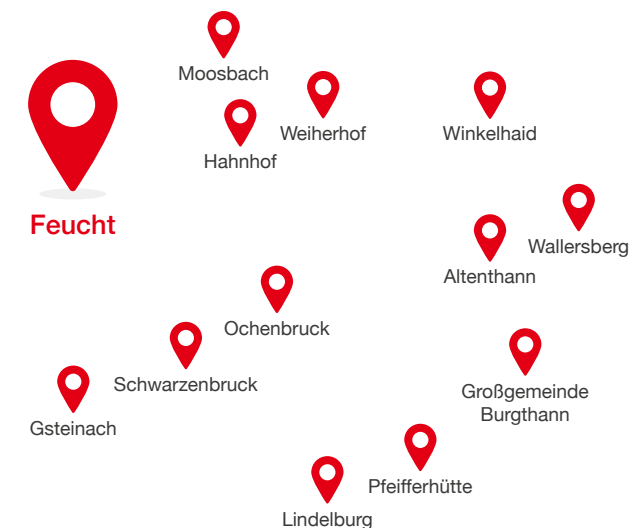 Moosbach
Weiherhof
Winkelhaid
Hahnhof
Feucht
Wallersberg
Altenthann
Ochenbruck
Schwarzenbruck
Großgemeinde
Burgthann
Gsteinach
Pfeifferhütte
Lindelburg